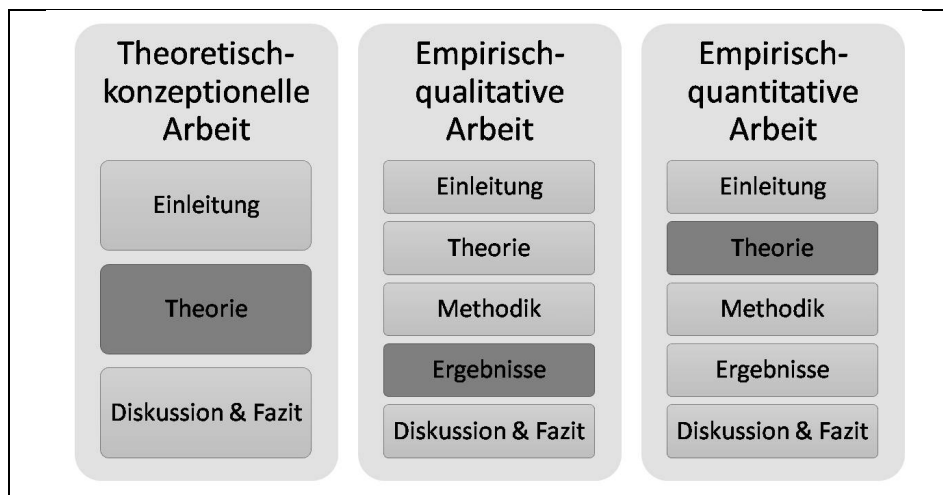 Theoretisch-
konzeptionelle
Arbeit
Einleitung
Theorie
Diskussion & Fazit
Empirisch-
qualitative
Arbeit
Einleitung
Theorie
Methodik
Ergebnisse
Diskussion & Fazit
Empirisch-
quantitative
Arbeit
Einleitung
Theorie
Methodik
Ergebnisse
Diskussion & Fazit